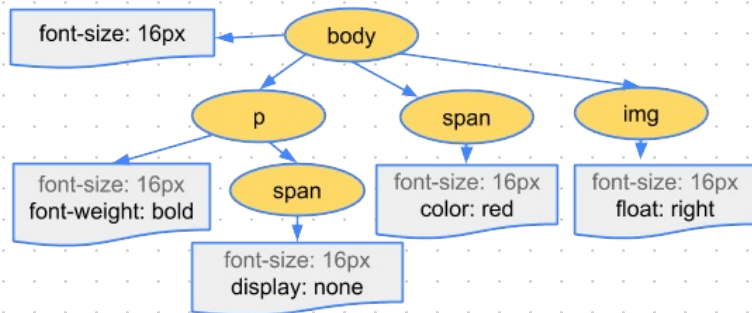 font-size: 16px
body
p
span
img
font-size: 16px
font-weight: bold
span
font-size: 16px
color: red
font-size: 16px
float: right
font-size: 16px
display: none